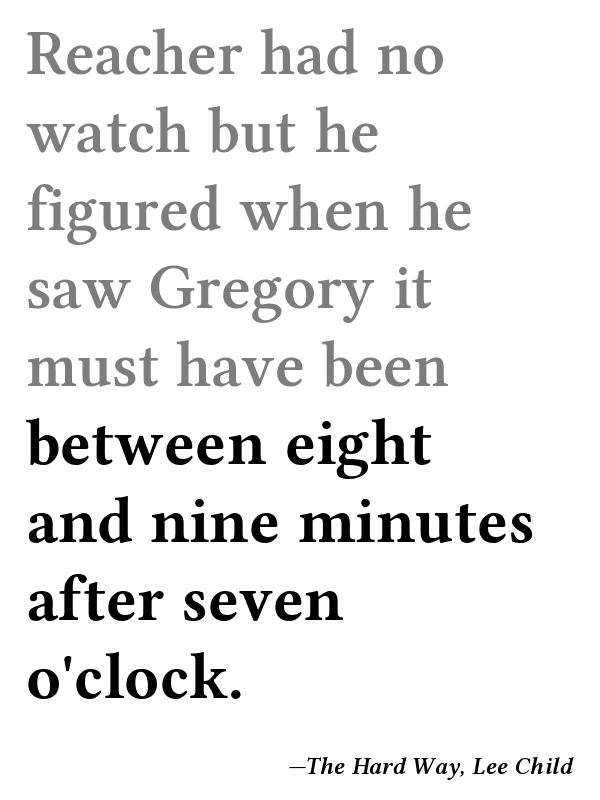 Reacher had no
watch but he
figured when he
saw Gregory it
must have been
between eight
and nine minutes
after seven
o'clock.
—The Hard Way, Lee Child